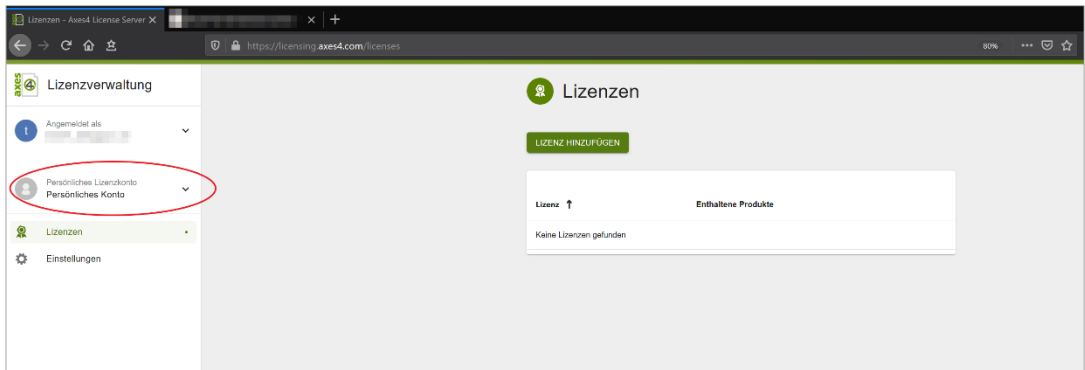 Lizenzen - Axes4 License Server
https://licensing.axes4.com/licenses
80%
axes
4
Lizenzverwaltung
t
Angemeldet als
Persönliches Lizenzkonto
Persönliches Konto
Lizenzen
Einstellungen
Lizenzen
LIZENZ HINZUFÜGEN
Lizenz Enthaltene Produkte
Keine Lizenzen gefunden